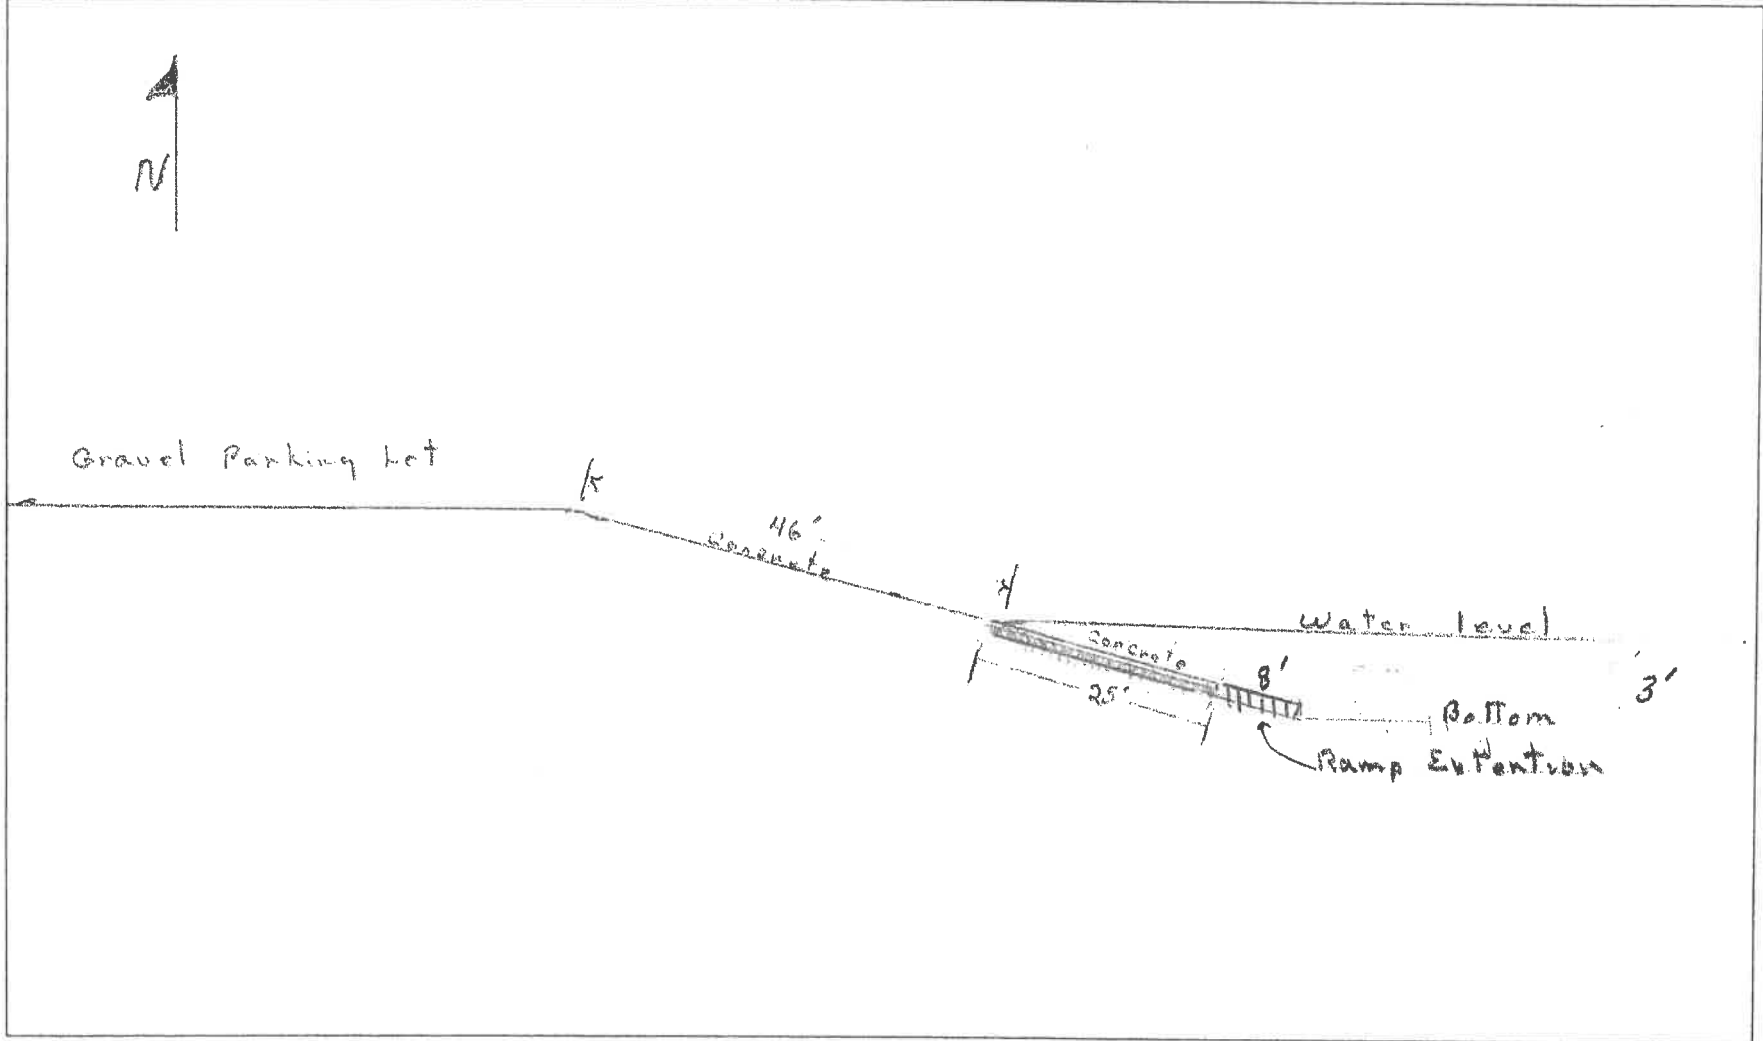 N
Gravel Parking Lot
46'
Concrete
Water level
Concrete
25'
8'
3'
Bottom
Ramp Extention